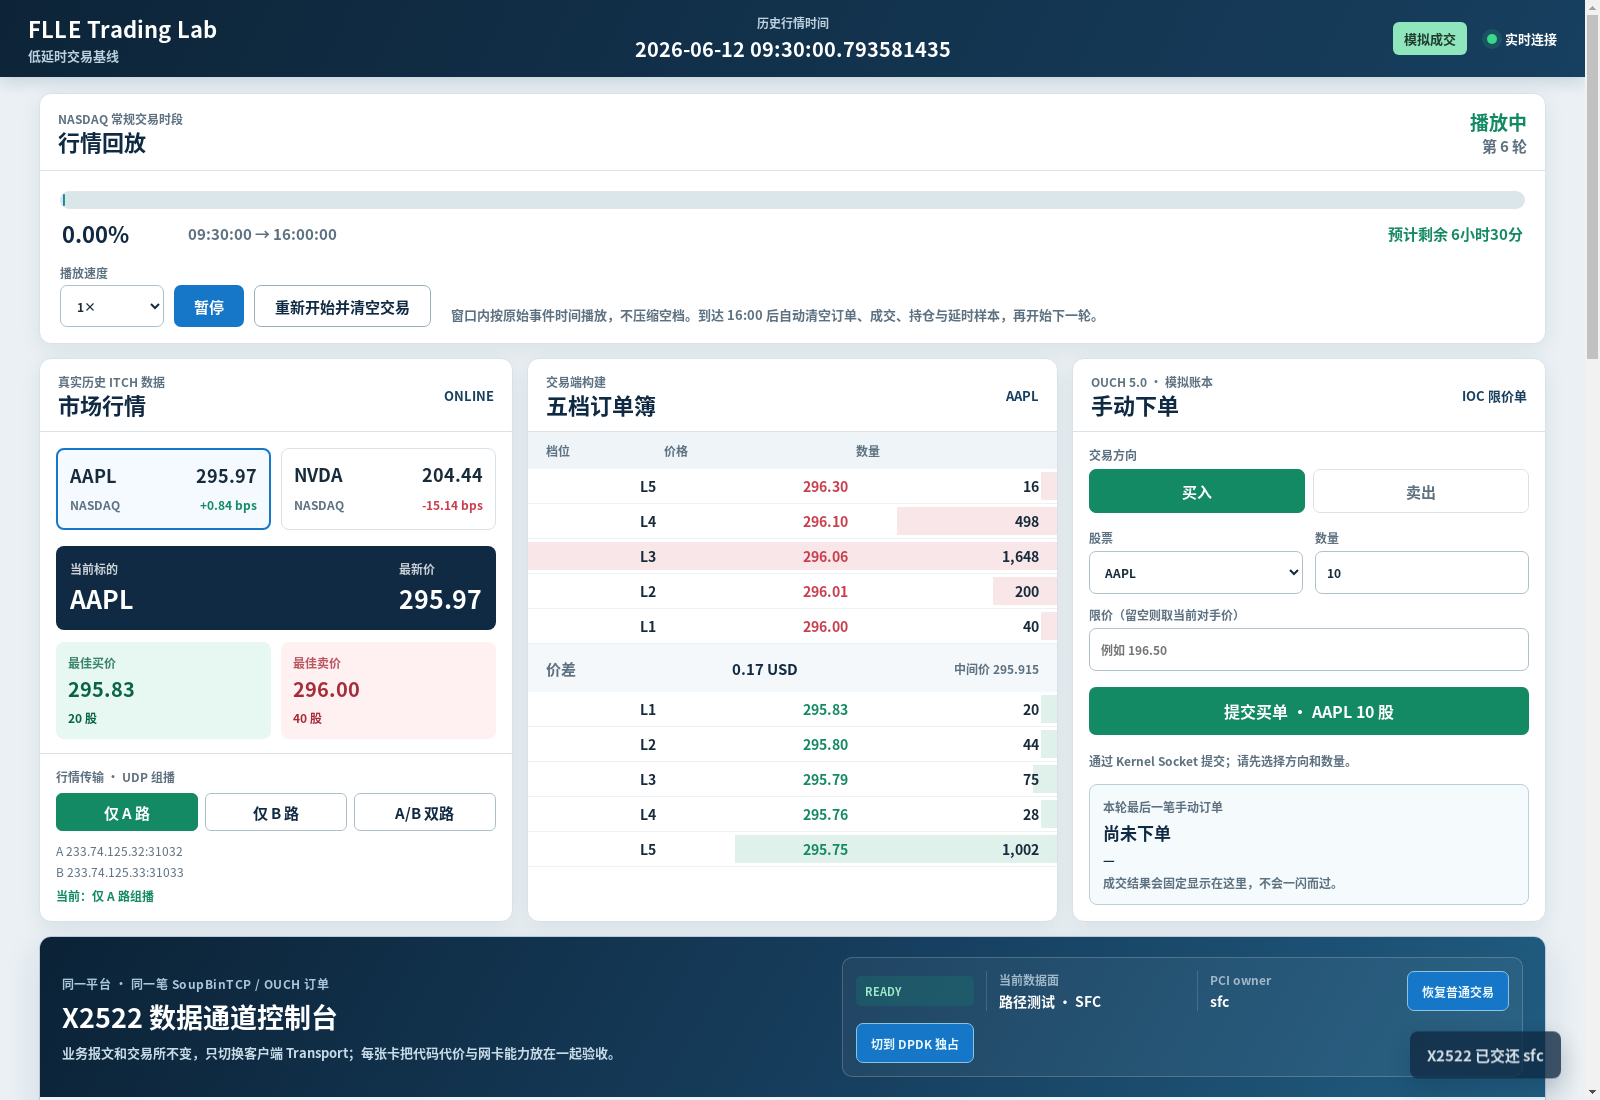 FLLE Trading Lab
低延时交易基线
历史行情时间
2026-06-12 09:30:00.793581435
模拟成交
实时连接
NASDAQ 常规交易时段
行情回放
播放中
第 6 轮
0.00%
09:30:00 → 16:00:00
预计剩余 6小时30分
播放速度
1×
暂停
重新开始并清空交易
窗口内按原始事件时间播放，不压缩空档。到达 16:00 后自动清空订单、成交、持仓与延时样本，再开始下一轮。
真实历史 ITCH 数据
市场行情
ONLINE
AAPL 295.97
NASDAQ +0.84 bps
NVDA 204.44
NASDAQ -15.14 bps
当前标的 最新价
AAPL 295.97
最佳买价
295.83
20 股
最佳卖价
296.00
40 股
行情传输 · UDP 组播
仅 A 路
仅 B 路
A/B 双路
A 233.74.125.32:31032
B 233.74.125.33:31033
当前：仅 A 路组播
交易端构建
五档订单簿
AAPL
档位 价格 数量
L5 296.30 16
L4 296.10 498
L3 296.06 1,648
L2 296.01 200
L1 296.00 40
价差 0.17 USD 中间价 295.915
L1 295.83 20
L2 295.80 44
L3 295.79 75
L4 295.76 28
L5 295.75 1,002
OUCH 5.0 · 模拟账本
手动下单
IOC 限价单
交易方向
买入
卖出
股票
AAPL
数量
10
限价（留空则取当前对手价）
例如 196.50
提交买单 · AAPL 10 股
通过 Kernel Socket 提交；请先选择方向和数量。
本轮最后一笔手动订单
尚未下单
—
成交结果会固定显示在这里，不会一闪而过。
同一平台 · 同一笔 SoupBinTCP / OUCH 订单
X2522 数据通道控制台
业务报文和交易所不变，只切换客户端 Transport；每张卡把代码代价与网卡能力放在一起验收。
READY
当前数据面
路径测试 · SFC
PCI owner
sfc
恢复普通交易
切到 DPDK 独占
X2522 已交还 sfc